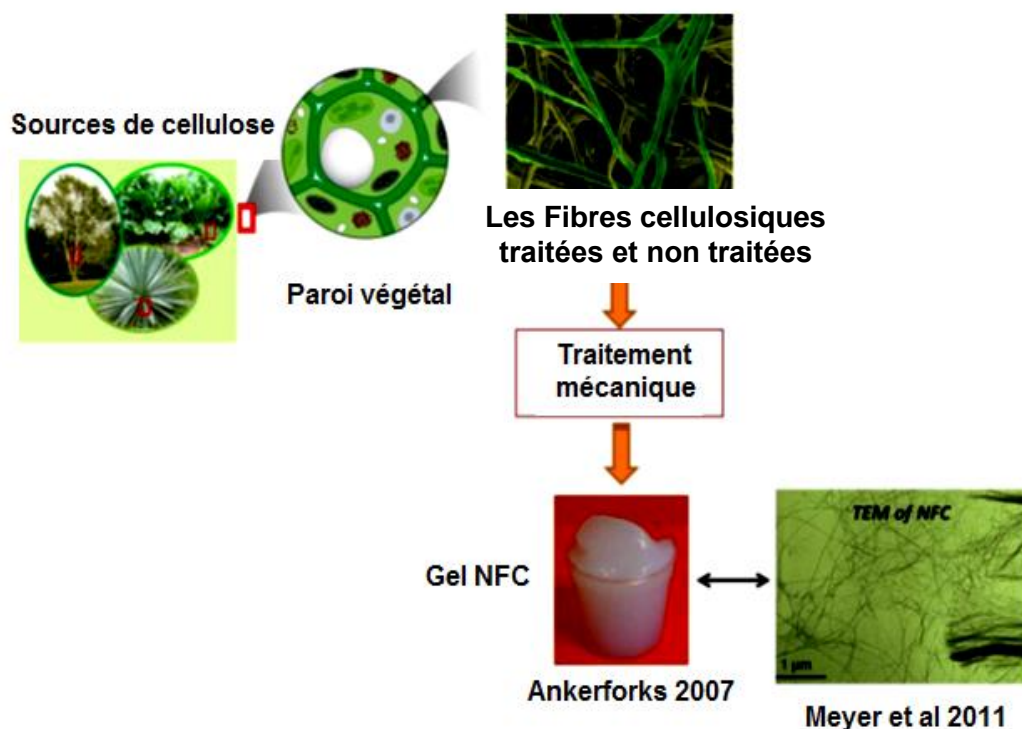 Sources de cellulose
Paroi végétal
Les Fibres cellulosiques
traitées et non traitées
Traitement
mécanique
Gel NFC
Ankerforks 2007
TEM of NFC
1 µm
Meyer et al 2011